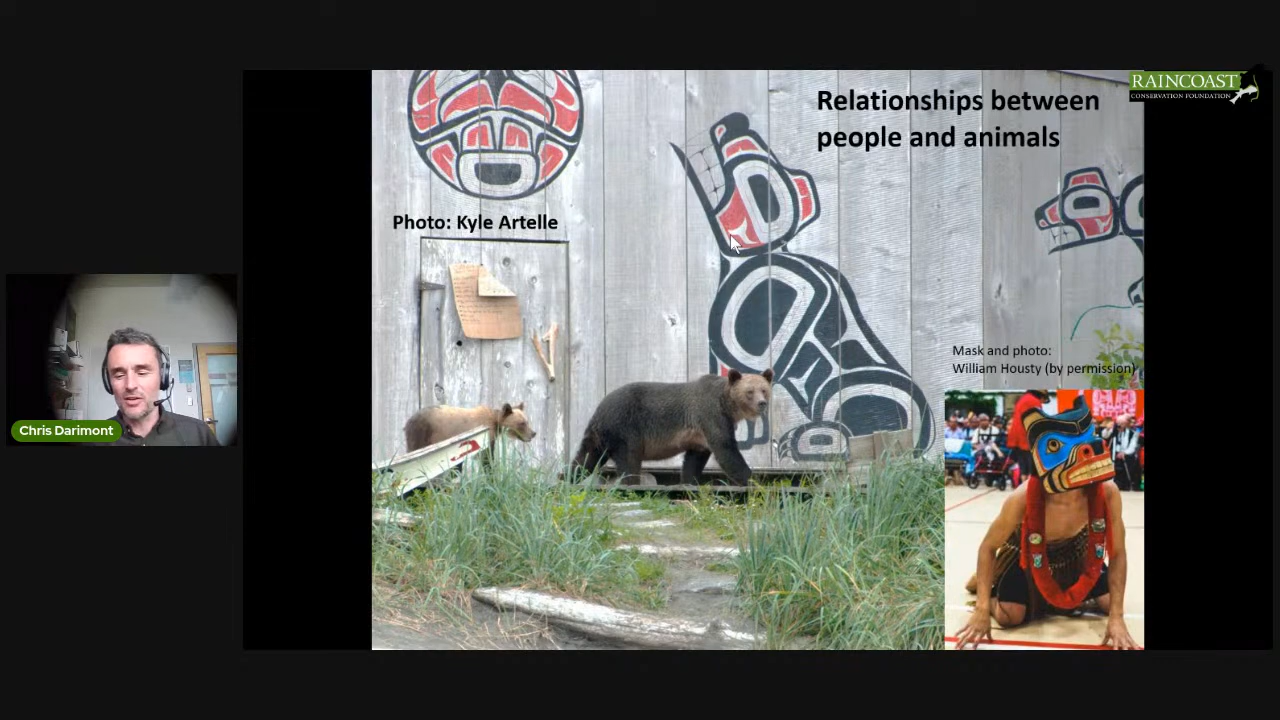 RAINCOAST
CONSERVATION FOUNDATION
Relationships between
people and animals
Photo: Kyle Artelle
Mask and photo:
William Housty (by permission)
Chris Darimont